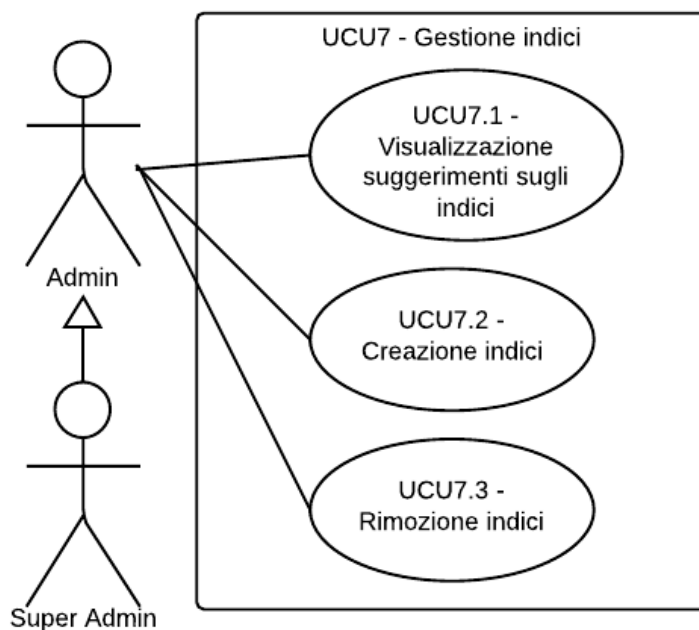 UCU7 - Gestione indici
UCU7.1 -
Visualizzazione
suggerimenti sugli
indici
Admin
UCU7.2 -
Creazione indici
UCU7.3 -
Rimozione indici
Super Admin